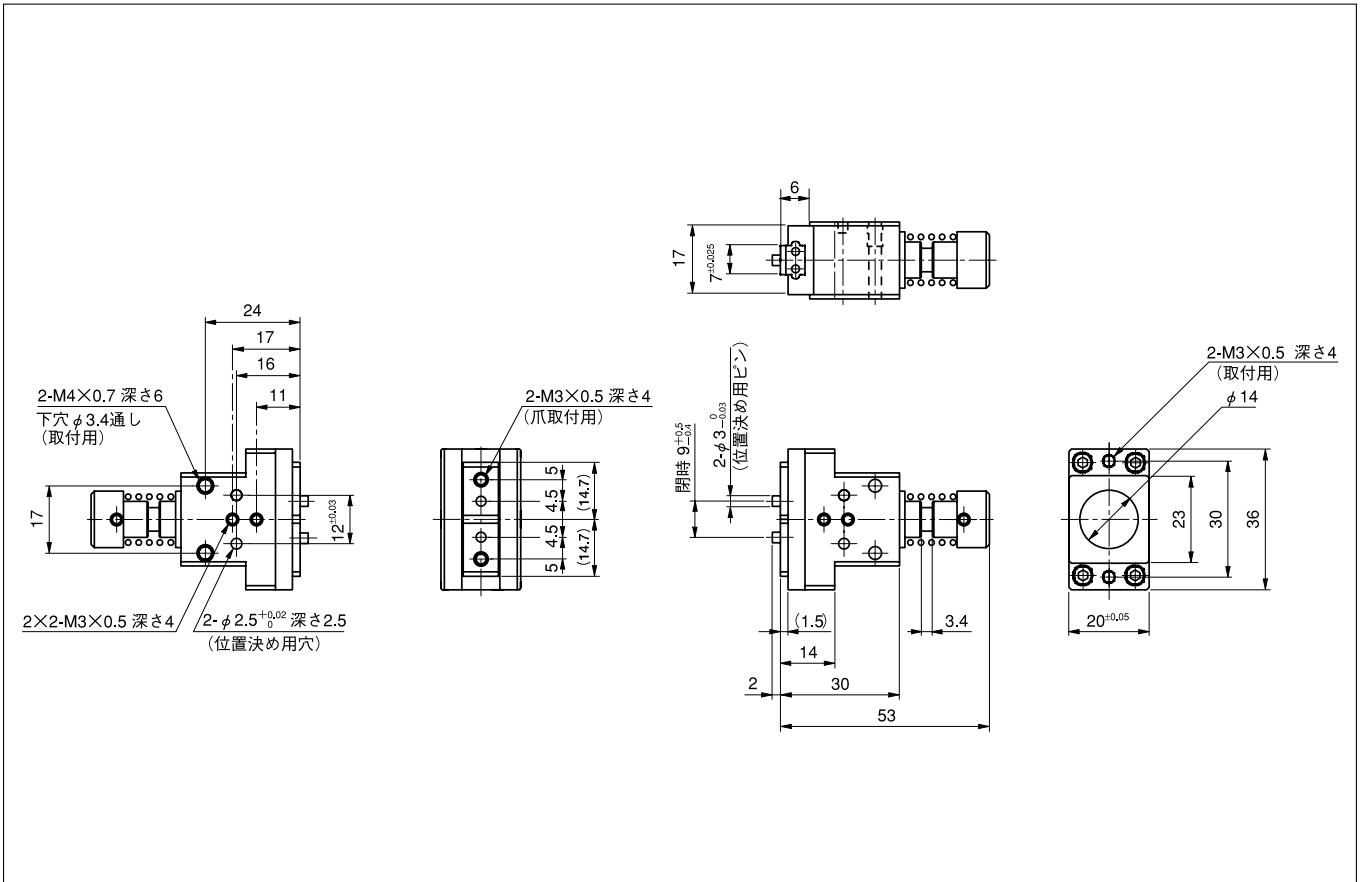 6
17
7±0.025
24
17
16
11
2-M4×0.7 深さ6
下穴φ3.4通し
(取付用)
17
12±0.03
2×2-M3×0.5 深さ4
2-φ2.5+0.02 0 深さ2.5
(位置決め用穴)
2-M3×0.5 深さ4
(爪取付用)
5
4.5
4.5
5
(14.7)
(14.7)
閉時 9+0.5 -0.4
2-φ3 0 -0.03
(位置決め用ピン)
(1.5)
3.4
14
2
30
53
2-M3×0.5 深さ4
(取付用)
φ14
23
30
36
20±0.05